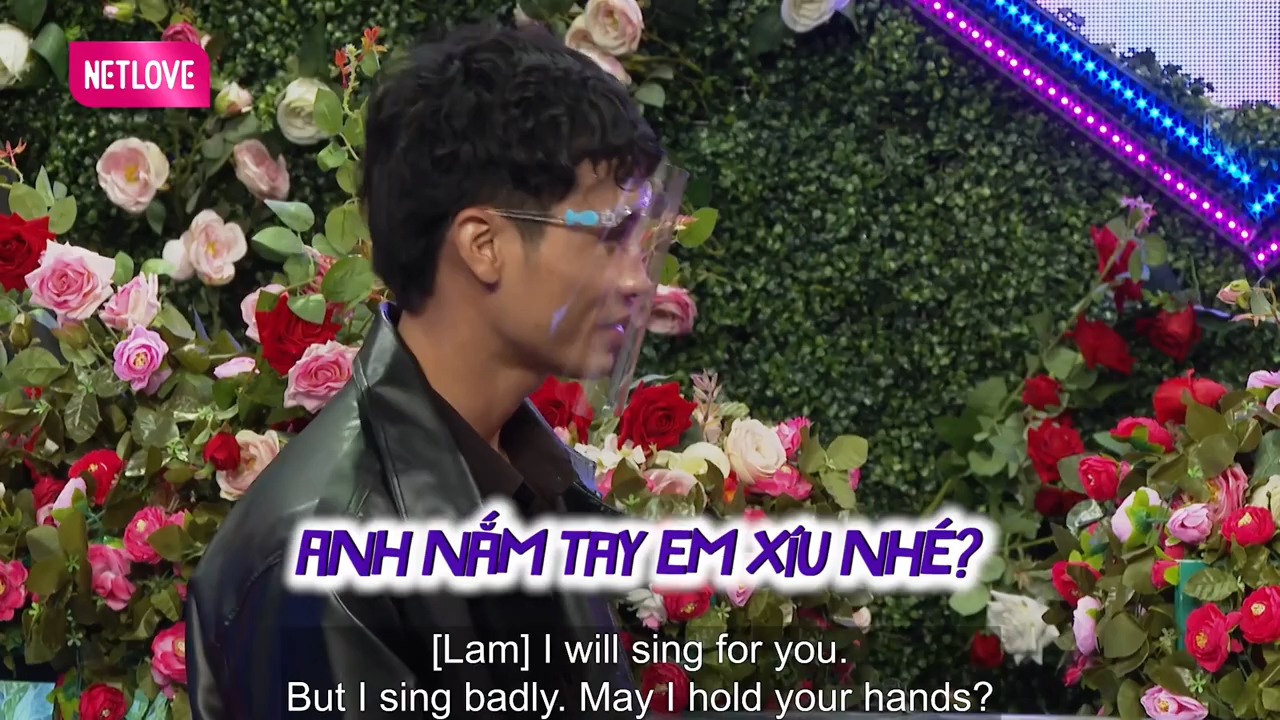 NETLOVE
ANH NẮM TAY EM XÍU NHÉ?
[Lam] I will sing for you.
But I sing badly. May I hold your hands?